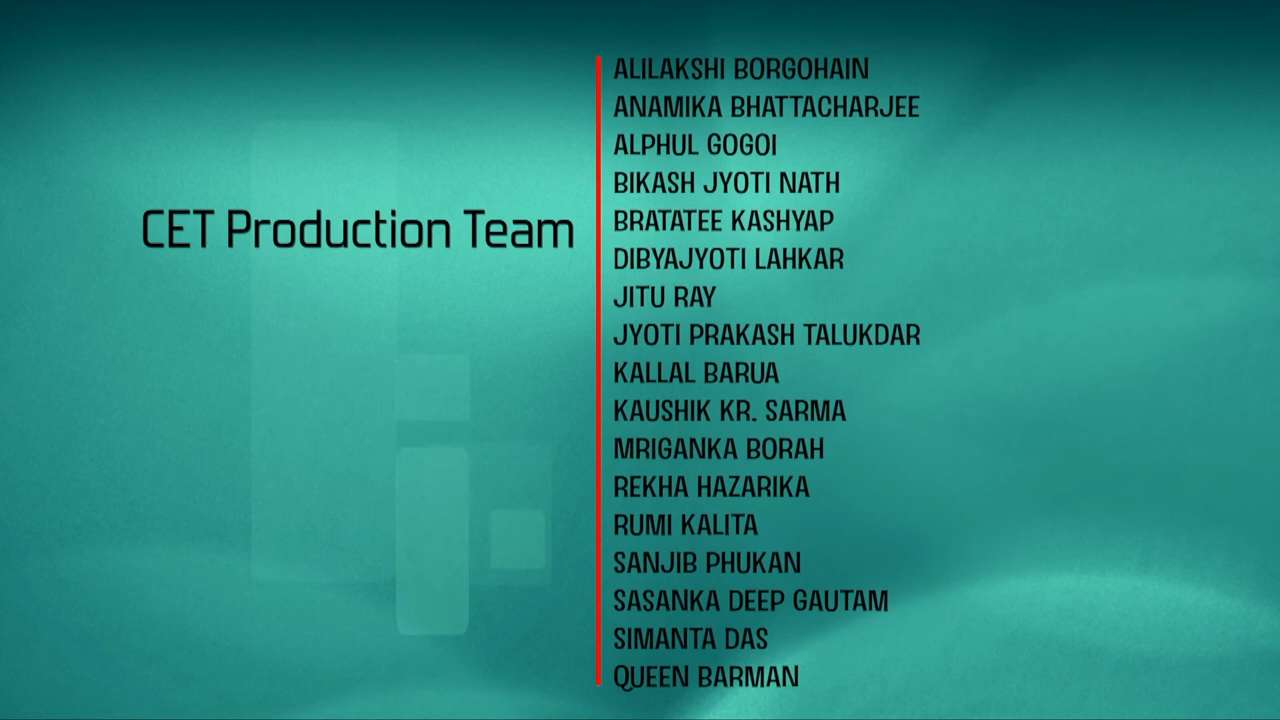 CET Production Team
ALILAKSHI BORGOHAIN
ANAMIKA BHATTACHARJEE
ALPHUL GOGOI
BIKASH JYOTI NATH
BRATATEE KASHYAP
DIBYAJYOTI LAHKAR
JITU RAY
JYOTI PRAKASH TALUKDAR
KALLAL BARUA
KAUSHIK KR. SARMA
MRIGANKA BORAH
REKHA HAZARIKA
RUMI KALITA
SANJIB PHUKAN
SASANKA DEEP GAUTAM
SIMANTA DAS
QUEEN BARMAN